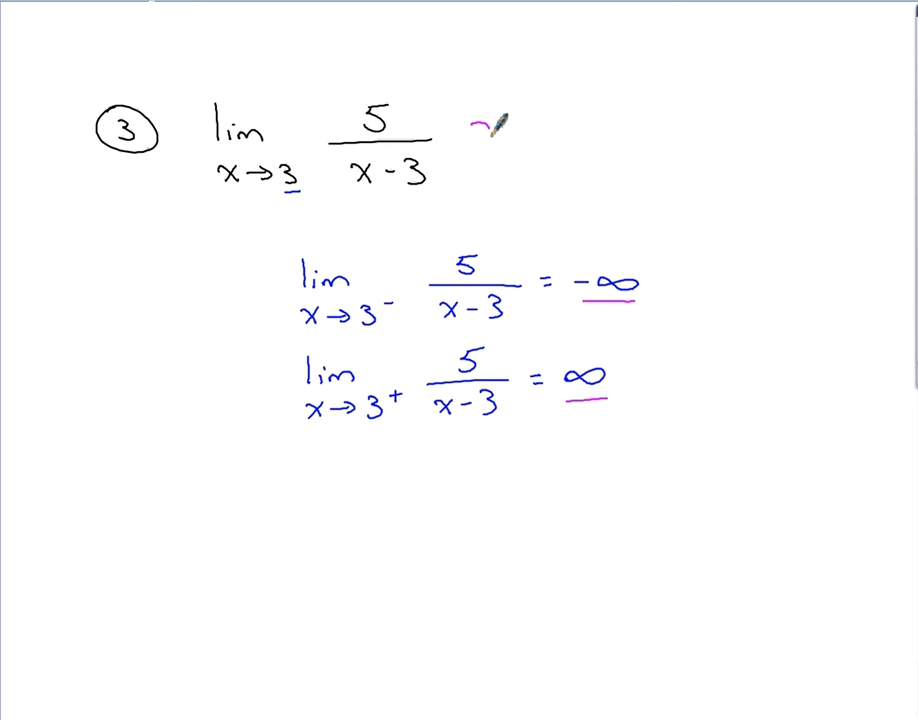 ③ lim x→3 5/(x-3)
lim x→3⁻ 5/(x-3) = -∞
lim x→3⁺ 5/(x-3) = ∞